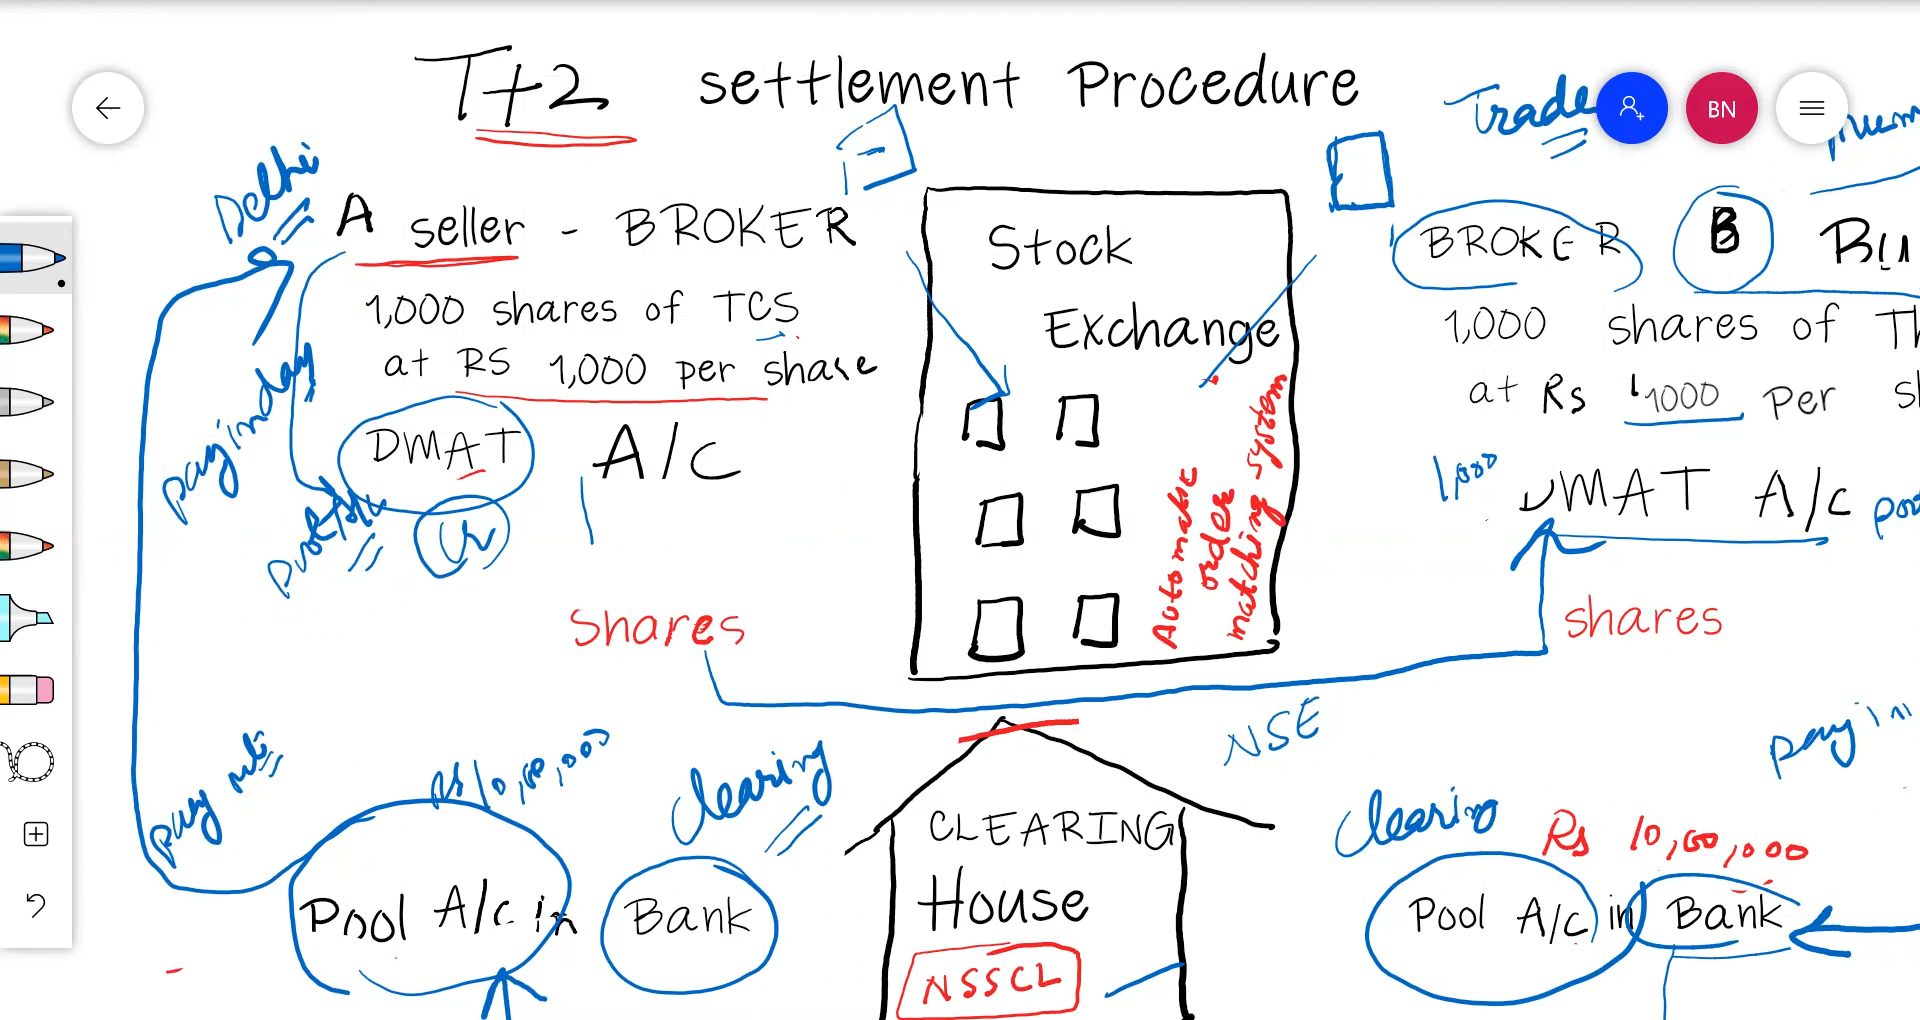 T+2 settlement Procedure
Trade
BN
Delhi
A seller - BROKER
1,000 shares of TCS
at RS 1,000 per share
DMAT A/c
pay in day
Shares
Stock
Exchange
Automatic
order
matching system
BROKER B Bu
1,000 shares of T
at Rs 1000 Per
1,000
DMAT A/c
shares
NSE
pay in
Rs 10,00,000
clearing
Pool A/c in Bank
CLEARING
House
NSSCL
clearing
Rs 10,00,000
Pool A/c in Bank